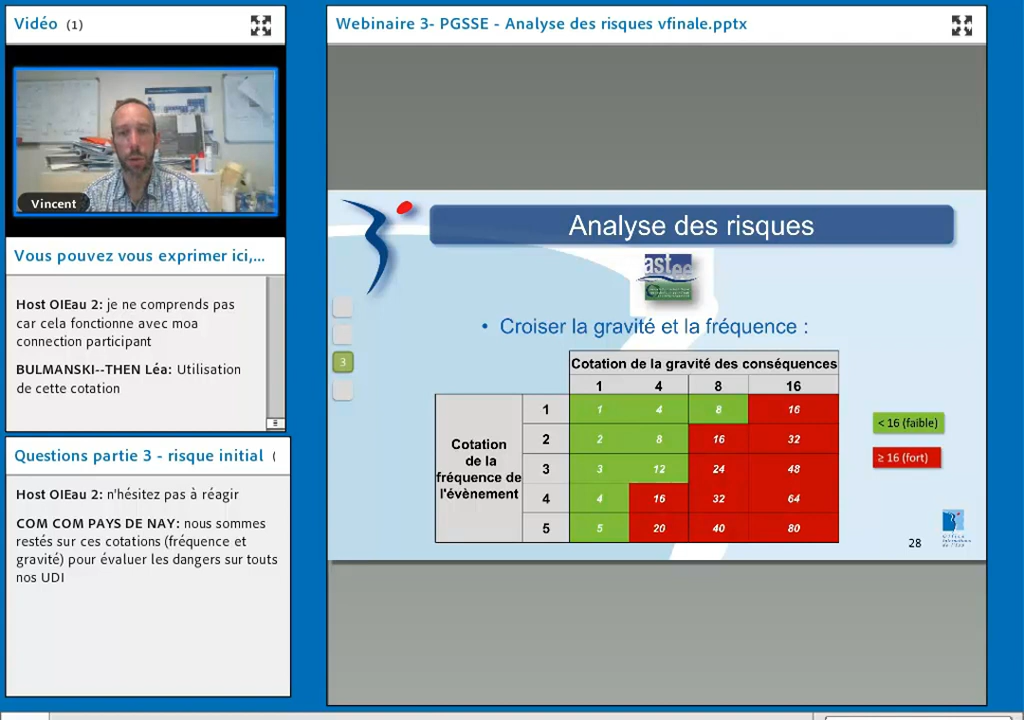 Vidéo (1)
Vincent
Vous pouvez vous exprimer ici,...
Host OIEau 2: je ne comprends pas
car cela fonctionne avec moa
connection participant
BULMANSKI--THEN Léa: Utilisation
de cette cotation
Questions partie 3 - risque initial (
Host OIEau 2: n'hésitez pas à réagir
COM COM PAYS DE NAY: nous sommes
restés sur ces cotations (fréquence et
gravité) pour évaluer les dangers sur touts
nos UDI
Webinaire 3- PGSSE - Analyse des risques vfinale.pptx
Analyse des risques
astee
3
• Croiser la gravité et la fréquence :
Cotation de la gravité des conséquences
1 4 8 16
Cotation
de la
fréquence de
l'évènement
1 1 4 8 16
2 2 8 16 32
3 3 12 24 48
4 4 16 32 64
5 5 20 40 80
< 16 (faible)
≥ 16 (fort)
Office
International
de l'Eau
28